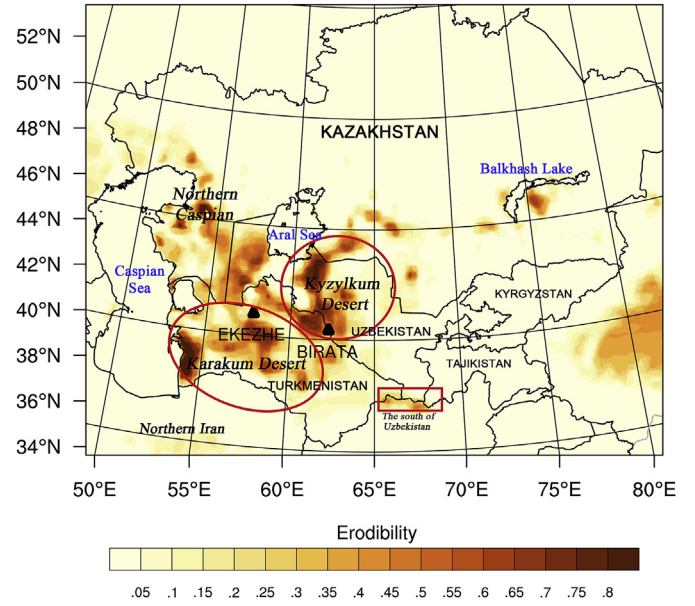 52°N
50°N
48°N
46°N
44°N
42°N
40°N
38°N
36°N
34°N
KAZAKHSTAN
Balkhash Lake
Northern
Caspian
Aral Sea
Caspian
Sea
Kyzylkum
Desert
KYRGYZSTAN
EKEZHE
UZBEKISTAN
BIRATA
Karakum Desert
TAJIKISTAN
TURKMENISTAN
The south of
Uzbekistan
Northern Iran
50°E 55°E 60°E 65°E 70°E 75°E 80°E
Erodibility
.05 .1 .15 .2 .25 .3 .35 .4 .45 .5 .55 .6 .65 .7 .75 .8